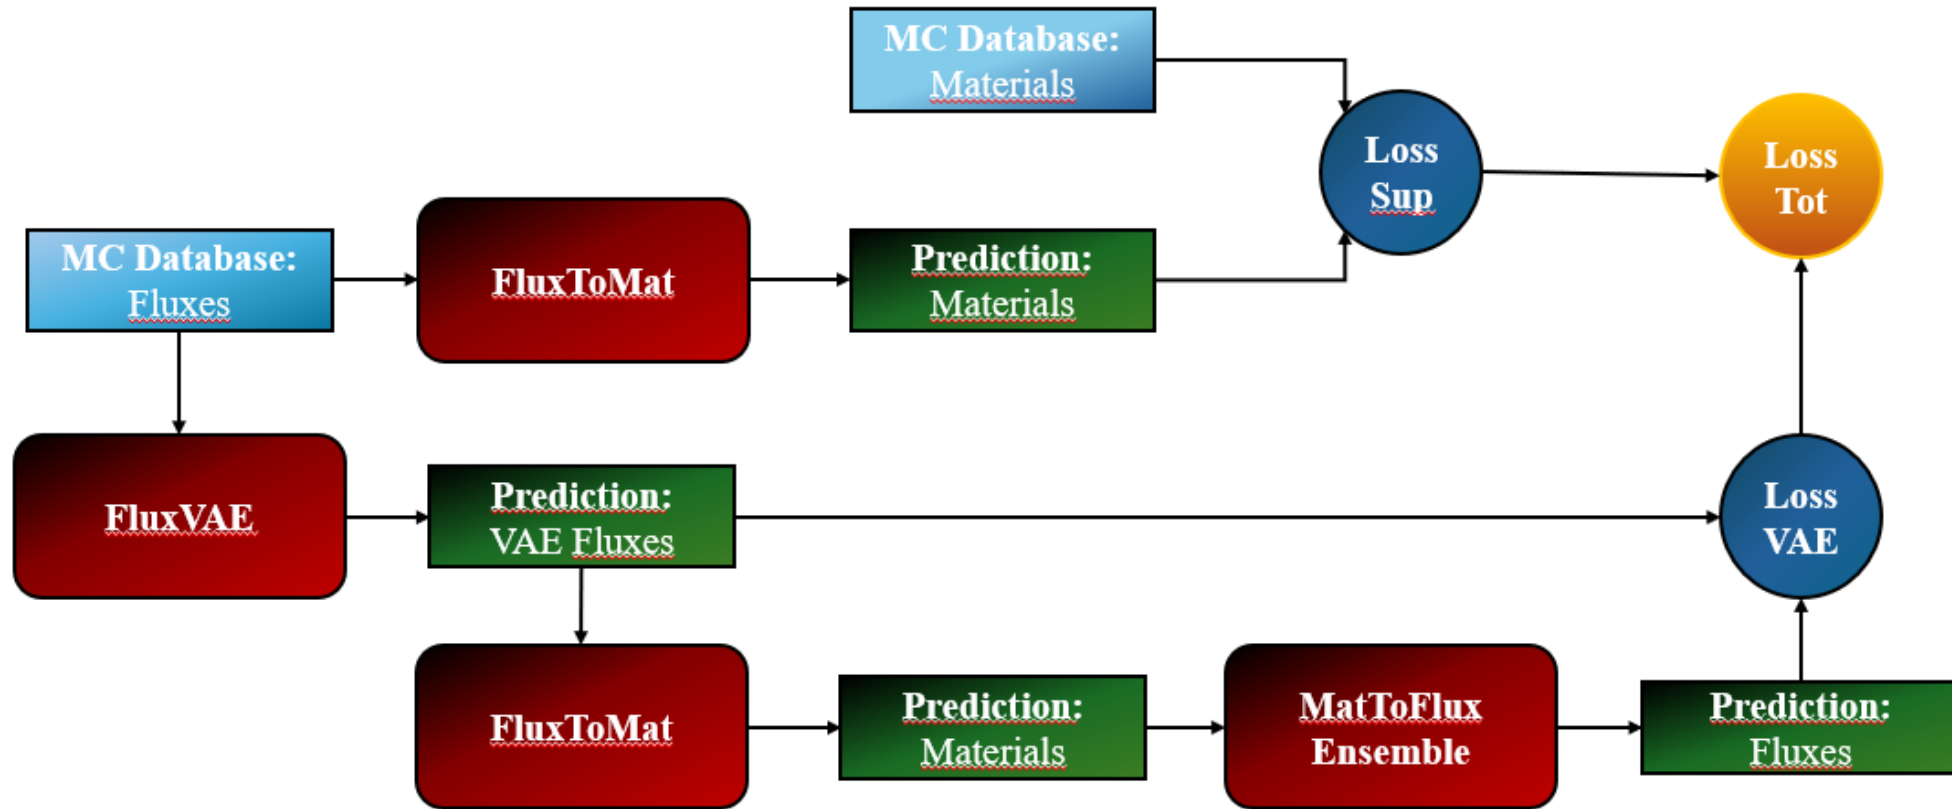 MC Database:
Materials
Loss
Sup
Loss
Tot
MC Database:
Fluxes
FluxToMat
Prediction:
Materials
FluxVAE
Prediction:
VAE Fluxes
Loss
VAE
FluxToMat
Prediction:
Materials
MatToFlux
Ensemble
Prediction:
Fluxes